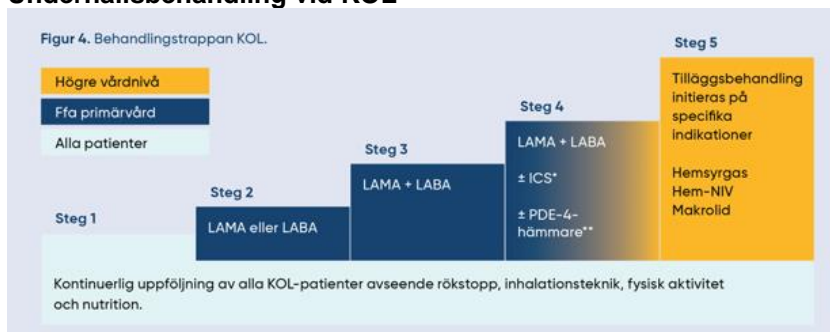 Underhållsbehandling vid KOL
Figur 4. Behandlingstrappan KOL.
Högre vårdnivå
Ffa primärvård
Alla patienter
Steg 1
Steg 2
LAMA eller LABA
Steg 3
LAMA + LABA
Steg 4
LAMA + LABA
± ICS*
± PDE-4-
hämmare**
Steg 5
Tilläggsbehandling
initieras på
specifika
indikationer
Hemsyrgas
Hem-NIV
Makrolid
Kontinuerlig uppföljning av alla KOL-patienter avseende rökstopp, inhalationsteknik, fysisk aktivitet
och nutrition.